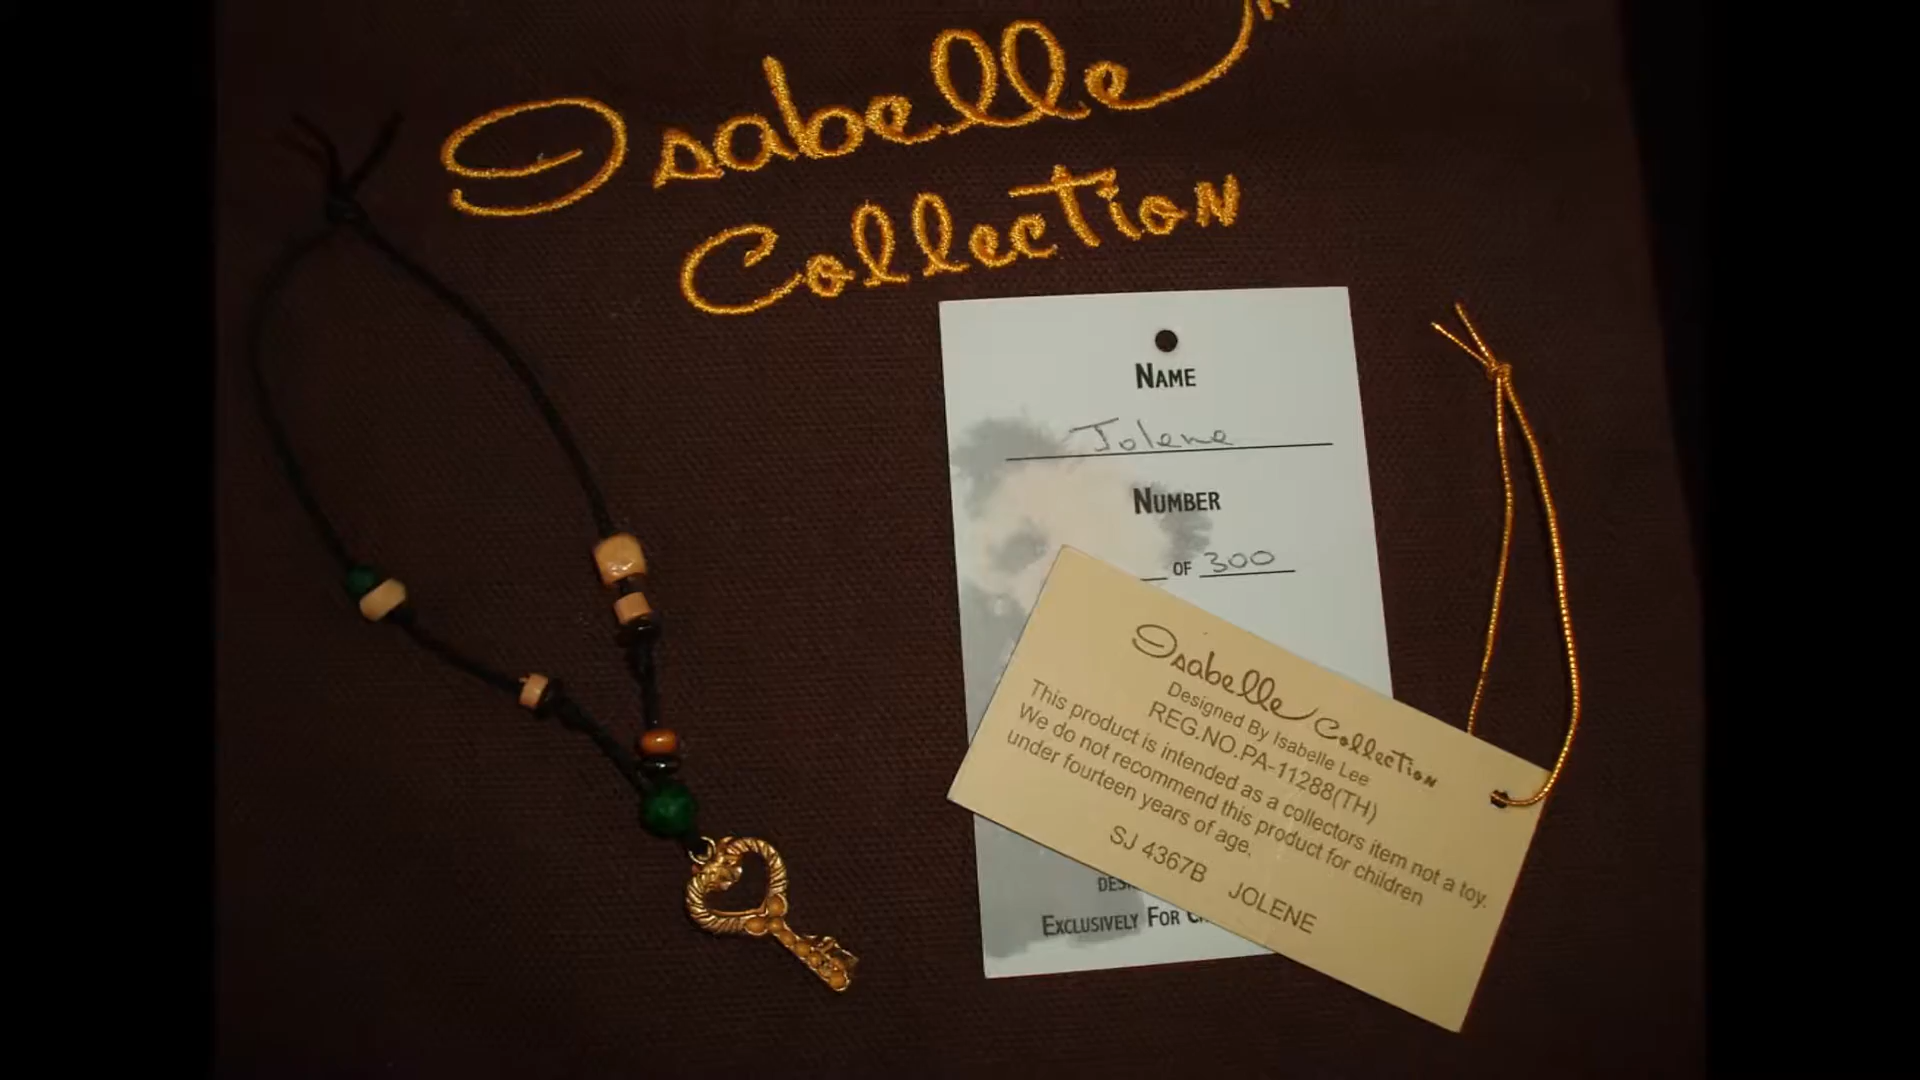 Isabelle
Collection
NAME
Jolene
NUMBER
OF 300
EXCLUSIVELY FOR
Isabelle Collection
Designed By Isabelle Lee
REG.NO.PA-11288(TH)
This product is intended as a collectors item not a toy.
We do not recommend this product for children
under fourteen years of age.
SJ 4367B JOLENE